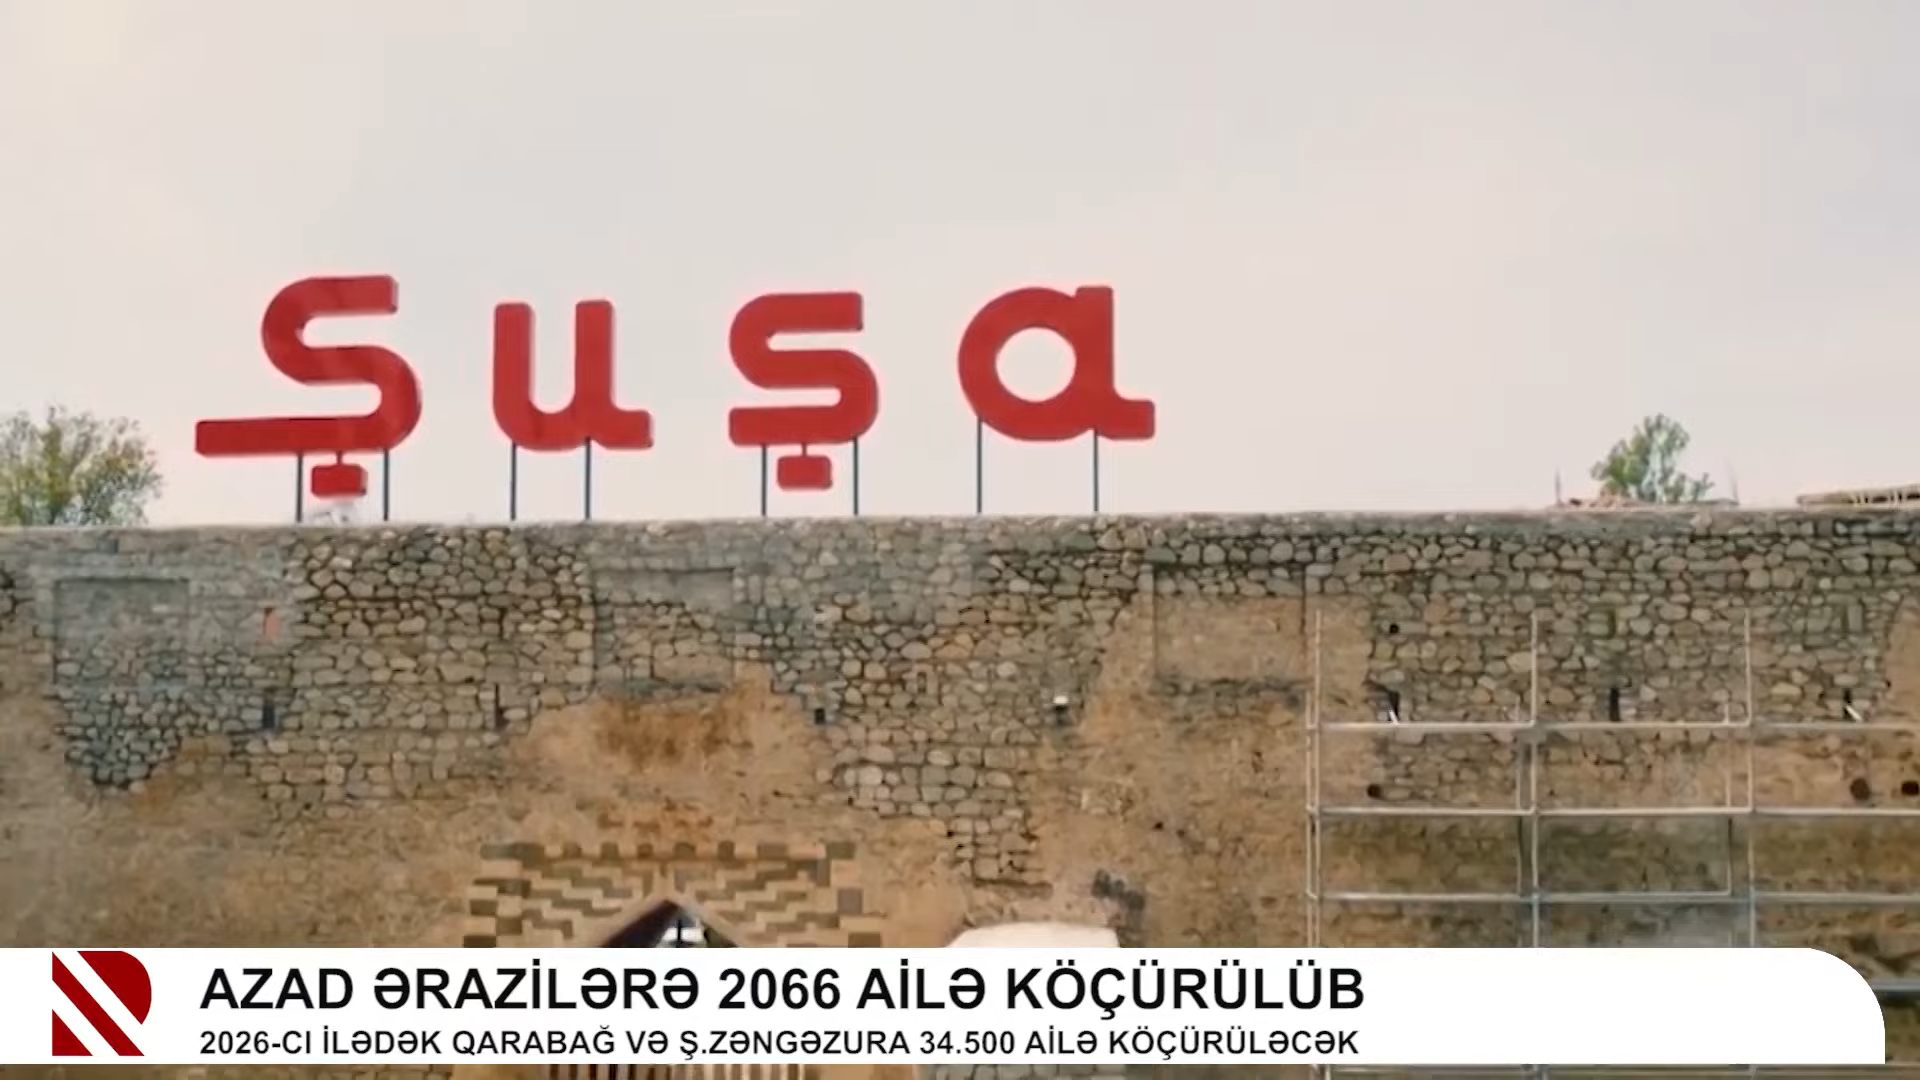 Şuşa
AZAD ƏRAZİLƏRƏ 2066 AİLƏ KÖÇÜRÜLÜB
2026-CI İLƏDƏK QARABAĞ VƏ Ş.ZƏNGƏZURA 34.500 AİLƏ KÖÇÜRÜLƏCƏK